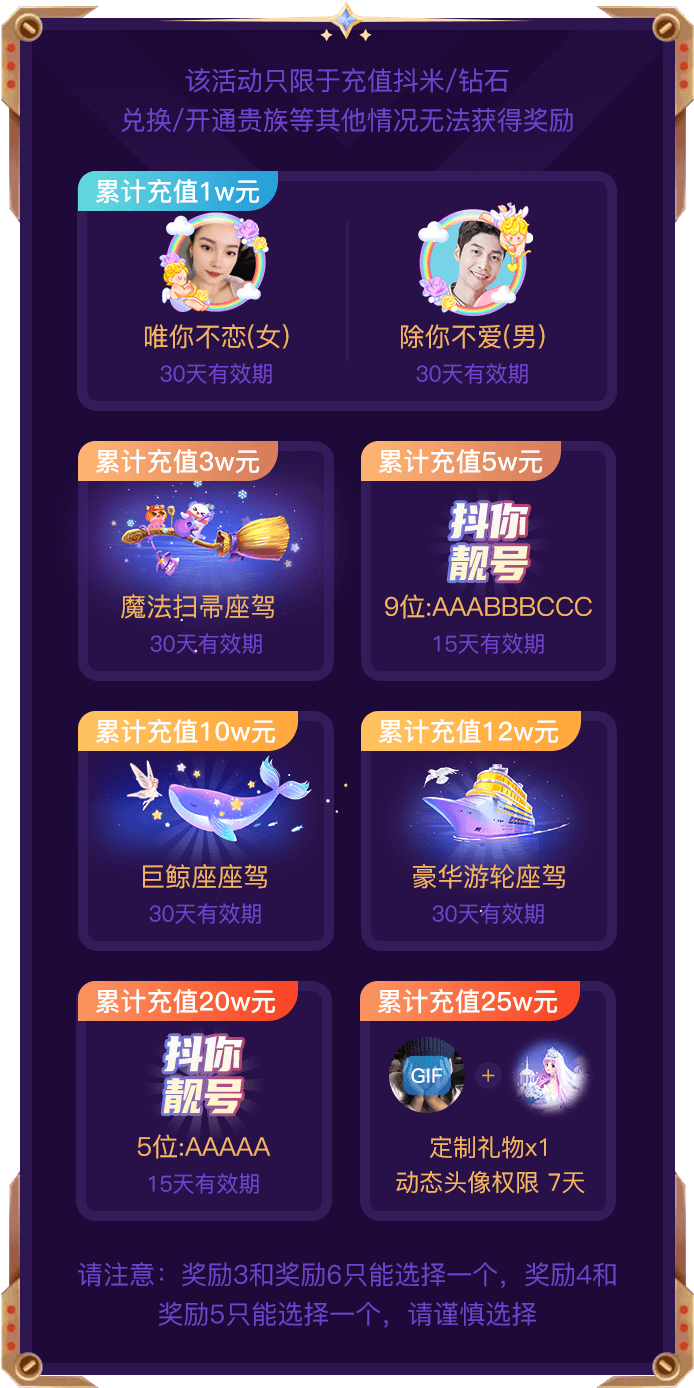 该活动只限于充值抖米/钻石
兑换/开通贵族等其他情况无法获得奖励
累计充值1w元
唯你不恋(女)
除你不爱(男)
30天有效期
30天有效期
累计充值3w元
累计充值5w元
抖你
靓号
魔法扫帚座驾
9位:AAABBBCCC
30天有效期
15天有效期
累计充值10w元
累计充值12w元
巨鲸座座驾
豪华游轮座驾
30天有效期
30天有效期
累计充值20w元
累计充值25w元
抖你
靓号
GIF
+
5位:AAAAA
定制礼物x1
15天有效期
动态头像权限 7天
请注意：奖励3和奖励6只能选择一个，奖励4和
奖励5只能选择一个，请谨慎选择